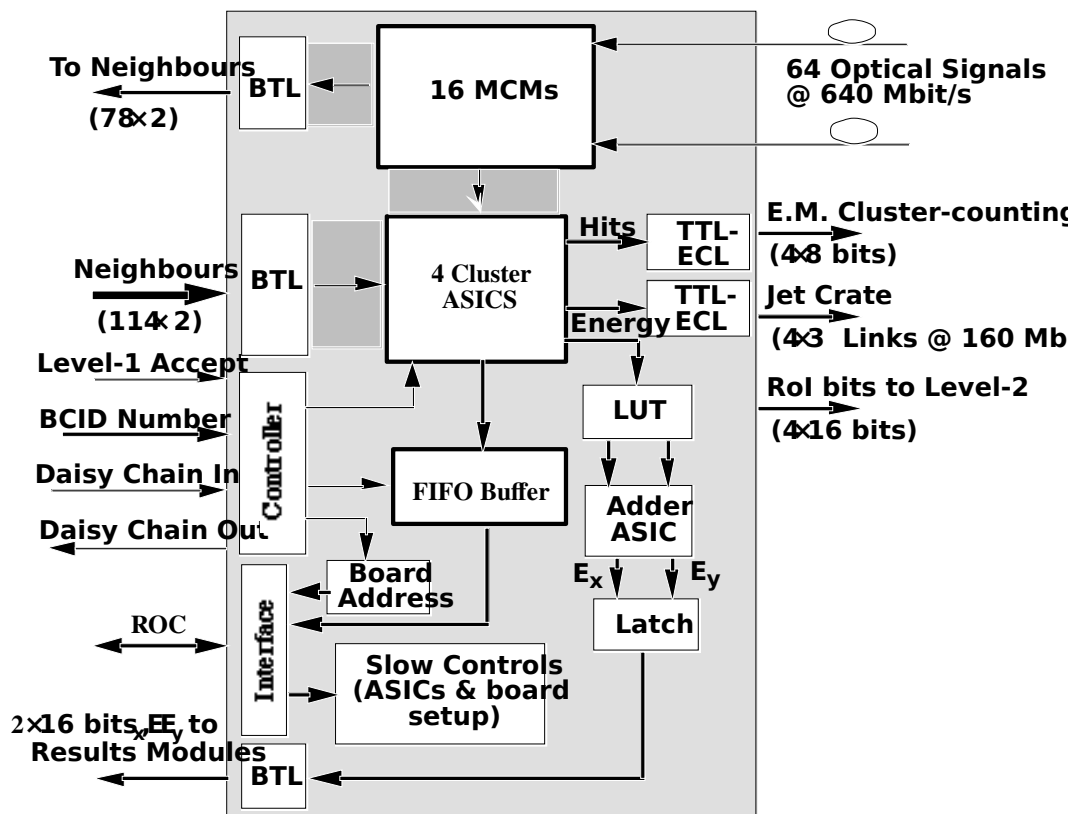 To Neighbours
(78×2)
BTL
16 MCMs
64 Optical Signals
@ 640 Mbit/s
Neighbours
(114×2)
BTL
4 Cluster
ASICS
Hits
TTL-
ECL
E.M. Cluster-counting
(4×8 bits)
Energy
TTL-
ECL
Jet Crate
(4×3 Links @ 160 Mb
RoI bits to Level-2
(4×16 bits)
Level-1 Accept
BCID Number
Daisy Chain In
Daisy Chain Out
Controller
LUT
FIFO Buffer
Adder
ASIC
Board
Address
Ex
Ey
Latch
ROC
Interface
Slow Controls
(ASICs & board
setup)
2×16 bits, Ex Ey to
Results Modules
BTL